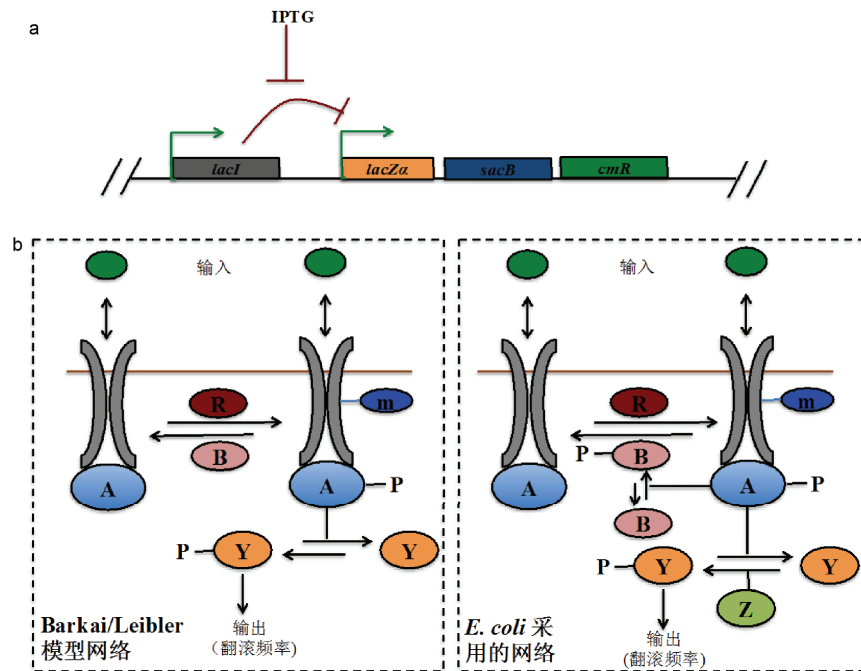 a
IPTG
lacI
lacZα
sacB
cmR
b
输入
R
B
m
A
A
P
P
Y
Y
Barkai/Leibler
模型网络
输出
(翻滚频率)
输入
R
m
P
B
A
B
A
P
P
Y
Y
Z
E. coli 采
用的网络
输出
(翻滚频率)